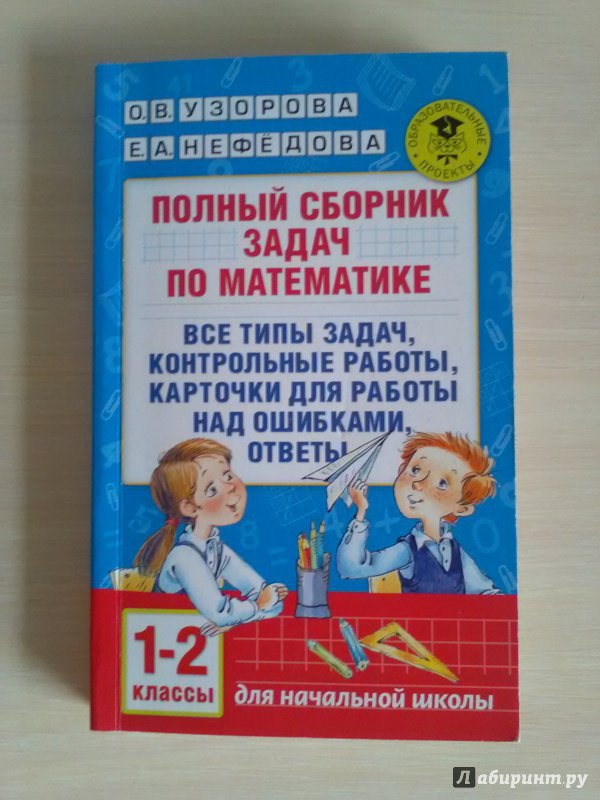 О.В.УЗОРОВА
Е.А.НЕФЁДОВА
ОБРАЗОВАТЕЛЬНЫЕ
ПРОЕКТЫ
ПОЛНЫЙ СБОРНИК
ЗАДАЧ
ПО МАТЕМАТИКЕ
ВСЕ ТИПЫ ЗАДАЧ,
КОНТРОЛЬНЫЕ РАБОТЫ,
КАРТОЧКИ ДЛЯ РАБОТЫ
НАД ОШИБКАМИ,
ОТВЕТЫ
1-2
КЛАССЫ
для начальной школы
Лабиринт.ру